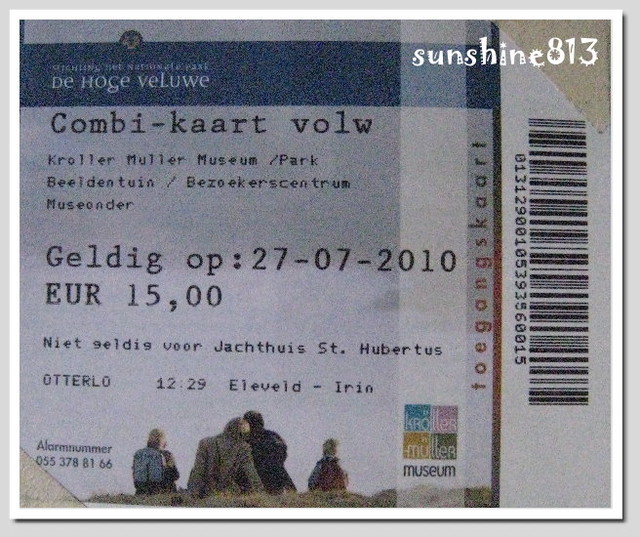 sunshine813
STICHTING HET NATIONALE PARK
DE HOGE VELUWE
Combi-kaart volw
Kroller Muller Museum /Park
Beeldentuin / Bezoekerscentrum
Museonder
Geldig op:27-07-2010
EUR 15,00
Niet geldig voor Jachthuis St. Hubertus
OTTERLO 12:29 Eleveld - Irin
Alarmnummer
055 378 81 66
kröller
müller
museum
toegangskaart
01312900105393560015